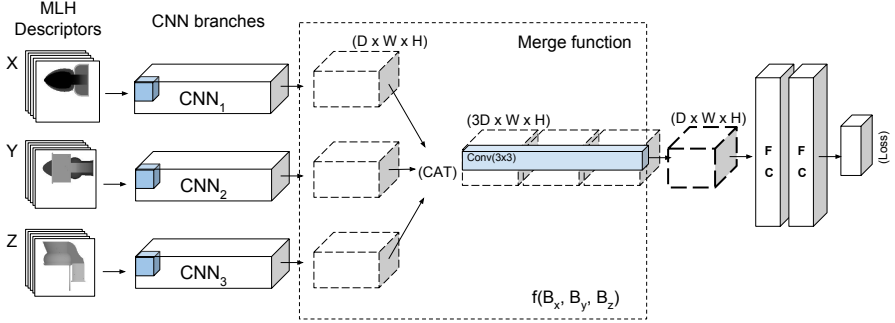 MLH
Descriptors
CNN branches
X
CNN1
(D x W x H)
Merge function
Y
CNN2
(CAT)
(3D x W x H)
Conv(3x3)
(D x W x H)
F
C
F
C
(Loss)
Z
CNN3
f(Bx, By, Bz)